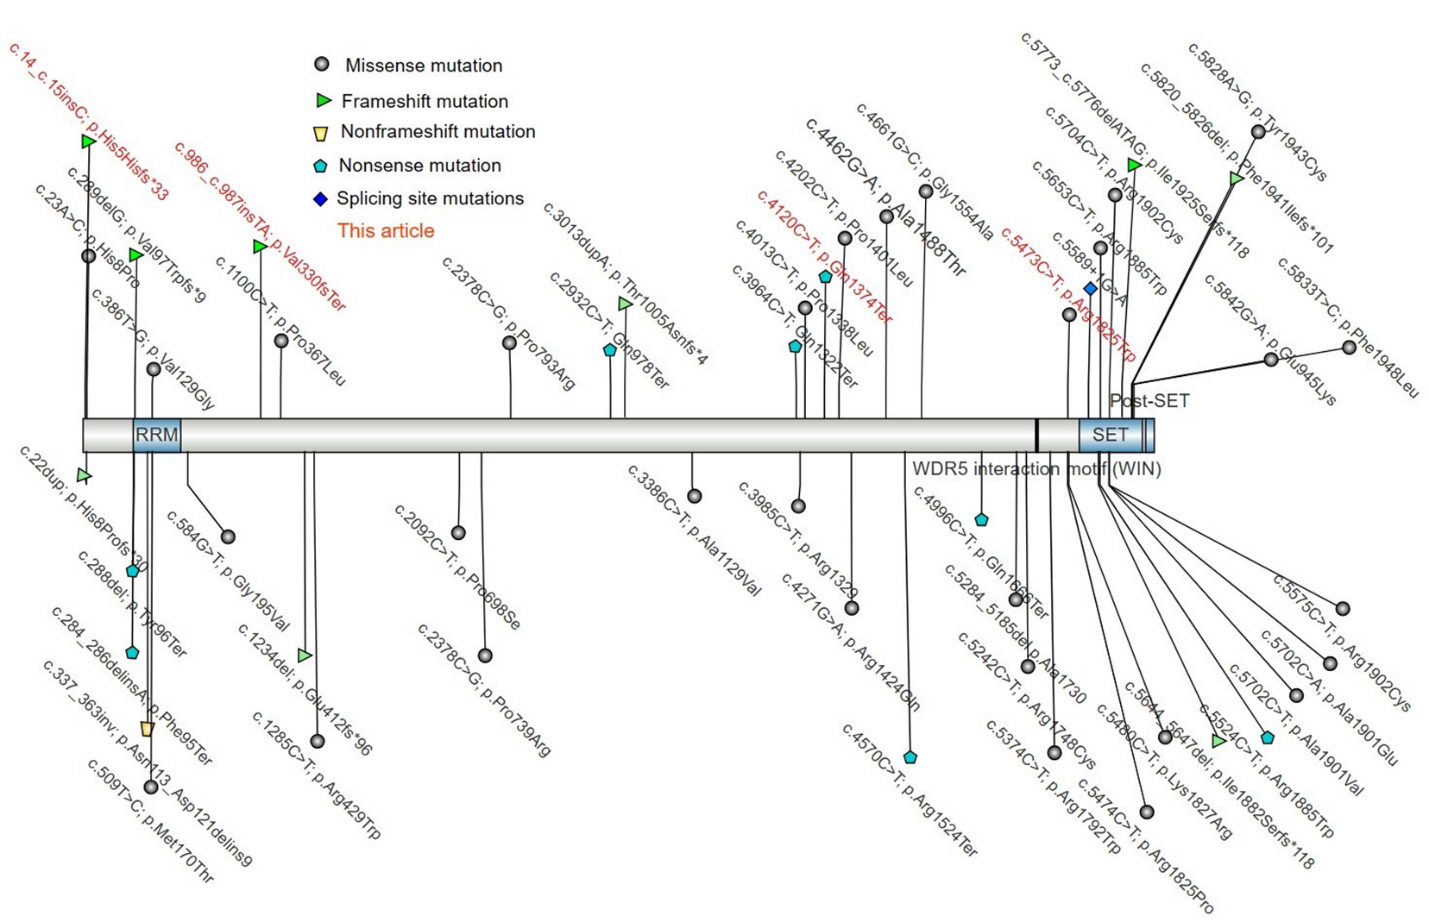 Missense mutation
Frameshift mutation
Nonframeshift mutation
Nonsense mutation
Splicing site mutations
This article
c.14_c.15insC; p.His5Hisfs*33
c.23A>C; p.His8Pro
c.289delG; p.Val97Trpfs*9
c.386T>G; p.Val129Gly
c.986_c.987insTA; p.Val330fsTer
c.1100C>T; p.Pro367Leu
c.2378C>G; p.Pro793Arg
c.2932C>T; Gln978Ter
c.3013dupA; p.Thr1005Asnfs*4
c.3964C>T; Gln1322Ter
c.4013C>T; p.Pro1338Leu
c.4120C>T; p.Gln1374Ter
c.4202C>T; p.Pro1401Leu
c.4462G>A; p.Ala1488Thr
c.4661G>C; p.Gly1554Ala
c.5473C>T; p.Arg1825Trp
c.5589+1G>A
c.5653C>T; p.Arg1885Trp
c.5704C>T; p.Arg1902Cys
c.5773_c.5776delATAG; p.Ile1925Serfs*118
c.5820_5826del; p.Phe1941Ilefs*101
c.5828A>G; p.Tyr1943Cys
c.5842G>A; p.Glu945Lys
c.5833T>C; p.Phe1948Leu
Post-SET
RRM
SET
WDR5 interaction motif (WIN)
c.22dup; p.His8Profs*30
c.288del; p.Tyr96Ter
c.284_286delinsA; p.Phe95Ter
c.337_363inv; p.Asn113_Asp121delins9
c.509T>C; p.Met170Thr
c.584G>T; p.Gly195Val
c.1234del; p.Glu412fs*96
c.1285C>T; p.Arg429Trp
c.2092C>T; p.Pro698Se
c.2378C>G; p.Pro739Arg
c.3386C>T; p.Ala1129Val
c.3985C>T; p.Arg1329
c.4271G>A; p.Arg1424Gln
c.4570C>T; p.Arg1524Ter
c.4996C>T; p.Gln1666Ter
c.5284_5185del p.Ala1730
c.5242C>T; p.Arg1748Cys
c.5374C>T; p.Arg1792Trp
c.5474C>T; p.Arg1825Pro
c.5480C>T; p.Lys1827Arg
c.5644_5647del; p.Ile1882Serfs*118
c.5524C>T; p.Arg1885Trp
c.5702C>T; p.Ala1901Val
c.5702C>A; p.Ala1901Glu
c.5575C>T; p.Arg1902Cys